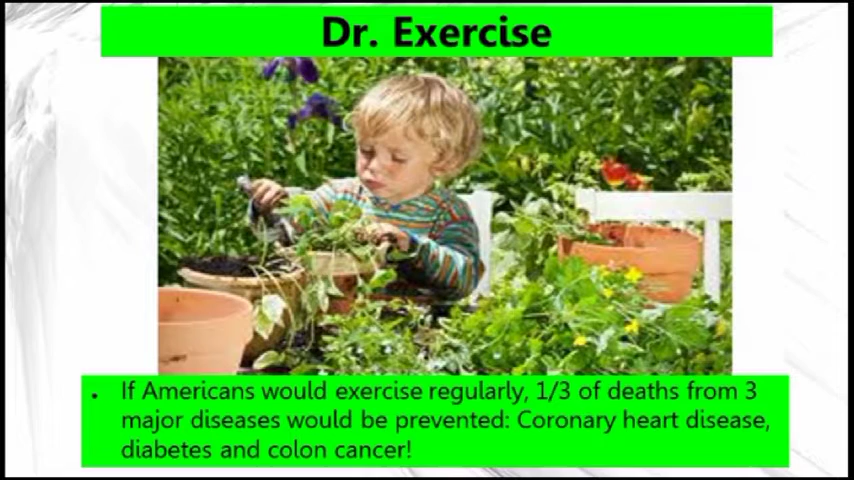 Dr. Exercise
• If Americans would exercise regularly, 1/3 of deaths from 3
major diseases would be prevented: Coronary heart disease,
diabetes and colon cancer!